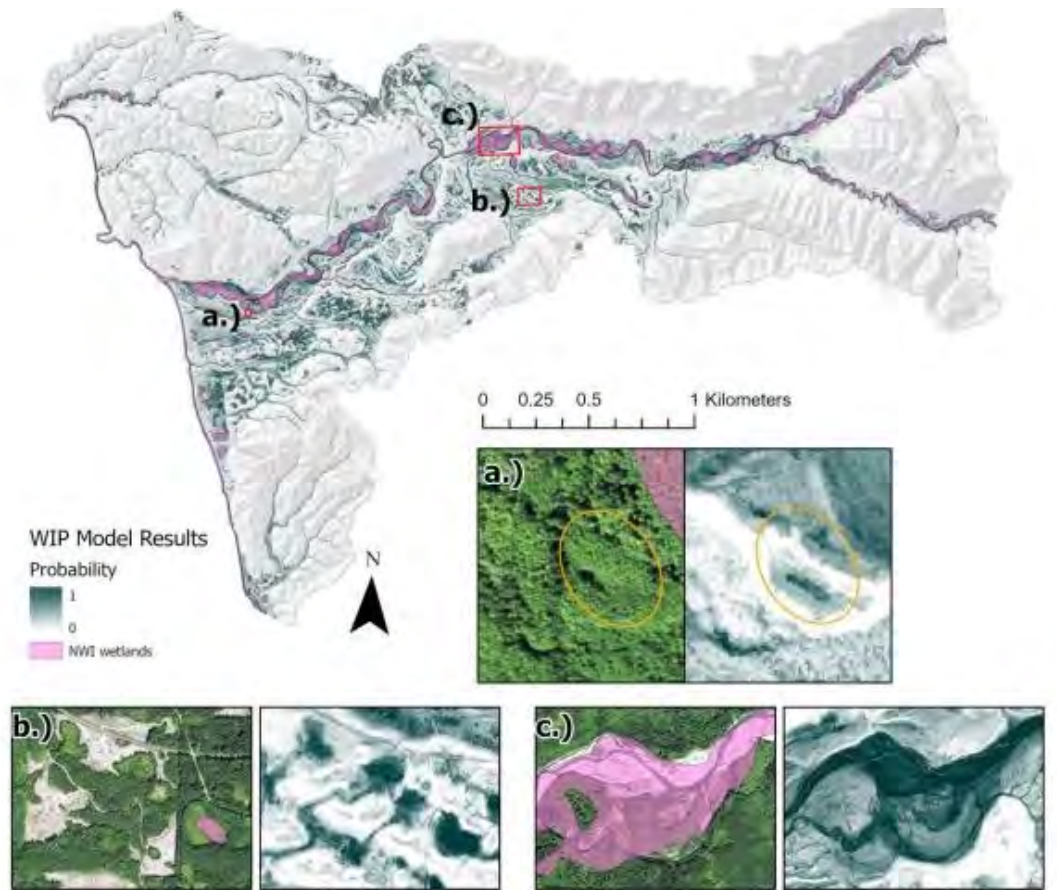 c.)
b.)
a.)
0 0.25 0.5 1 Kilometers
a.)
WIP Model Results
Probability
1
0
NWI wetlands
N
b.)
c.)